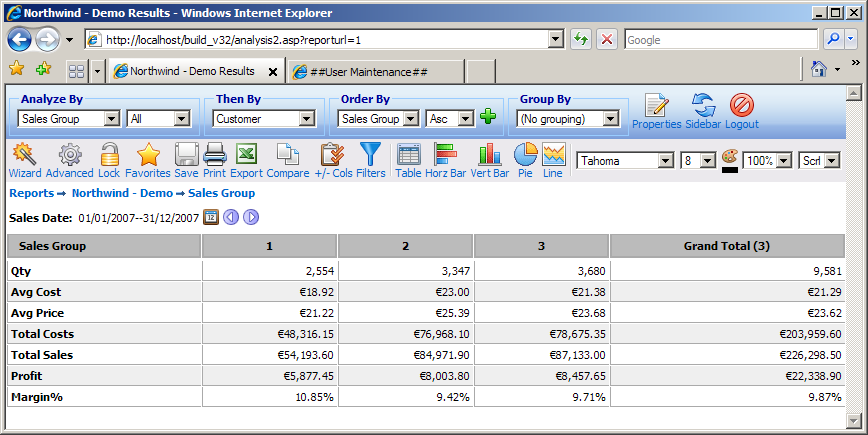 Northwind - Demo Results - Windows Internet Explorer
http://localhost/build_v32/analysis2.asp?reporturl=1 Google
Northwind - Demo Results ##User Maintenance##
Analyze By Then By Order By Group By
Sales Group All Customer Sales Group Asc (No grouping) Properties Sidebar Logout
Wizard Advanced Lock Favorites Save Print Export Compare +/- Cols Filters Table Horz Bar Vert Bar Pie Line Tahoma 8 100% Scrl
Reports Northwind - Demo Sales Group
Sales Date: 01/01/2007--31/12/2007 12
Sales Group 1 2 3 Grand Total (3)
Qty 2,554 3,347 3,680 9,581
Avg Cost €18.92 €23.00 €21.38 €21.29
Avg Price €21.22 €25.39 €23.68 €23.62
Total Costs €48,316.15 €76,968.10 €78,675.35 €203,959.60
Total Sales €54,193.60 €84,971.90 €87,133.00 €226,298.50
Profit €5,877.45 €8,003.80 €8,457.65 €22,338.90
Margin% 10.85% 9.42% 9.71% 9.87%